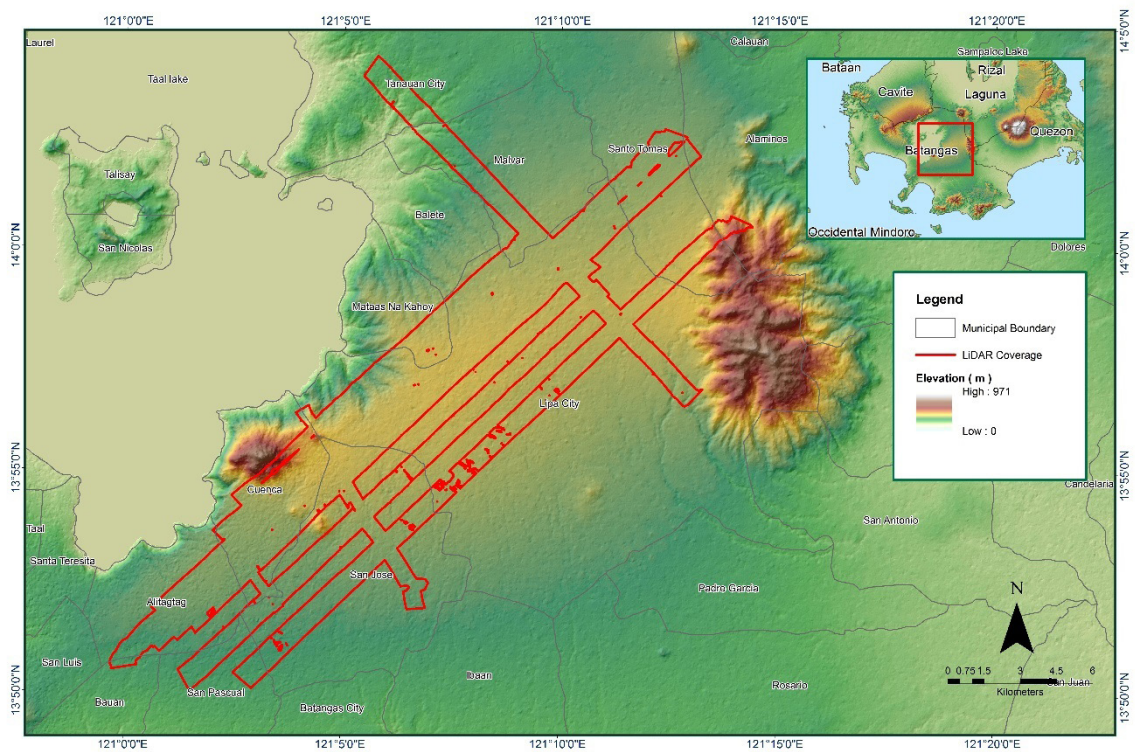 121°0'0"E
121°5'0"E
121°10'0"E
121°15'0"E
121°20'0"E
14°5'0"N
14°0'0"N
13°55'0"N
13°50'0"N
Laurel
Taal lake
Tanauan City
Calauan
Malvar
Santo Tomas
Alaminos
Talisay
San Nicolas
Balete
Mataas Na Kahoy
Dolores
Lipa City
Cuenca
Taal
Santa Teresita
San Jose
Alitagtag
San Luis
Bauan
San Pascual
Batangas City
Ibaan
Padre Garcia
Rosario
San Antonio
Candelaria
San Juan
Bataan
Cavite
Sampaloc Lake
Rizal
Laguna
Quezon
Batangas
Occidental Mindoro
Legend
Municipal Boundary
LiDAR Coverage
Elevation ( m )
High : 971
Low : 0
N
0 0.75 1.5 3 4.5 6
Kilometers
14°5'0"N
14°0'0"N
13°55'0"N
13°50'0"N
121°0'0"E
121°5'0"E
121°10'0"E
121°15'0"E
121°20'0"E